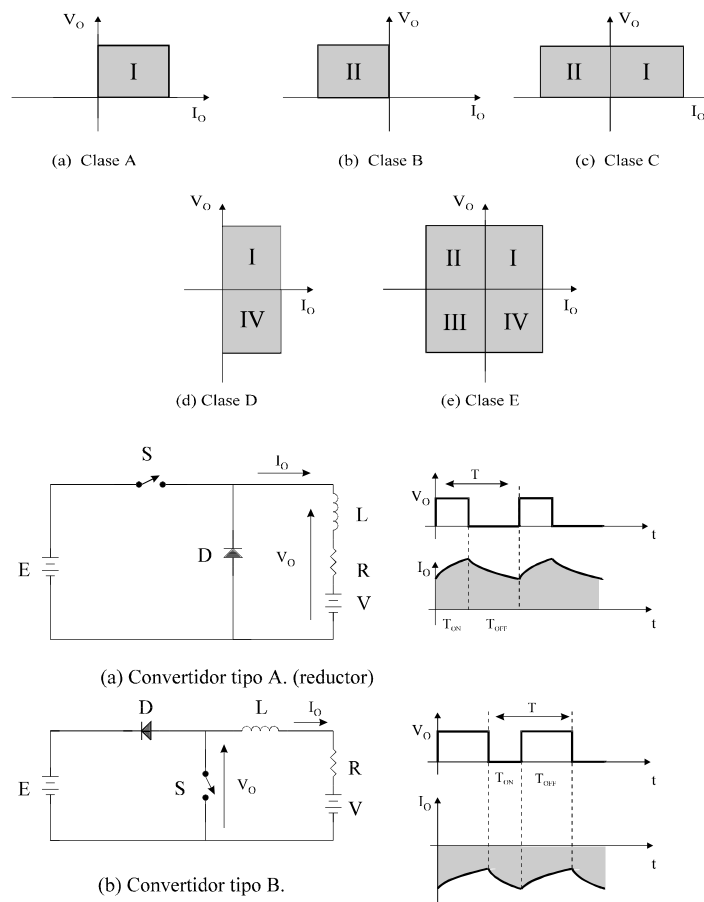 V_O
I
I_O
(a) Clase A
V_O
II
I_O
(b) Clase B
V_O
II I
I_O
(c) Clase C
V_O
I
I_O
IV
(d) Clase D
V_O
II I
I_O
III IV
(e) Clase E
S
I_O
E
D
V_O
L
R
V
T
V_O
t
I_O
T_ON T_OFF
t
(a) Convertidor tipo A. (reductor)
D
L
I_O
E
S
V_O
R
V
T
V_O
T_ON T_OFF
t
I_O
t
(b) Convertidor tipo B.